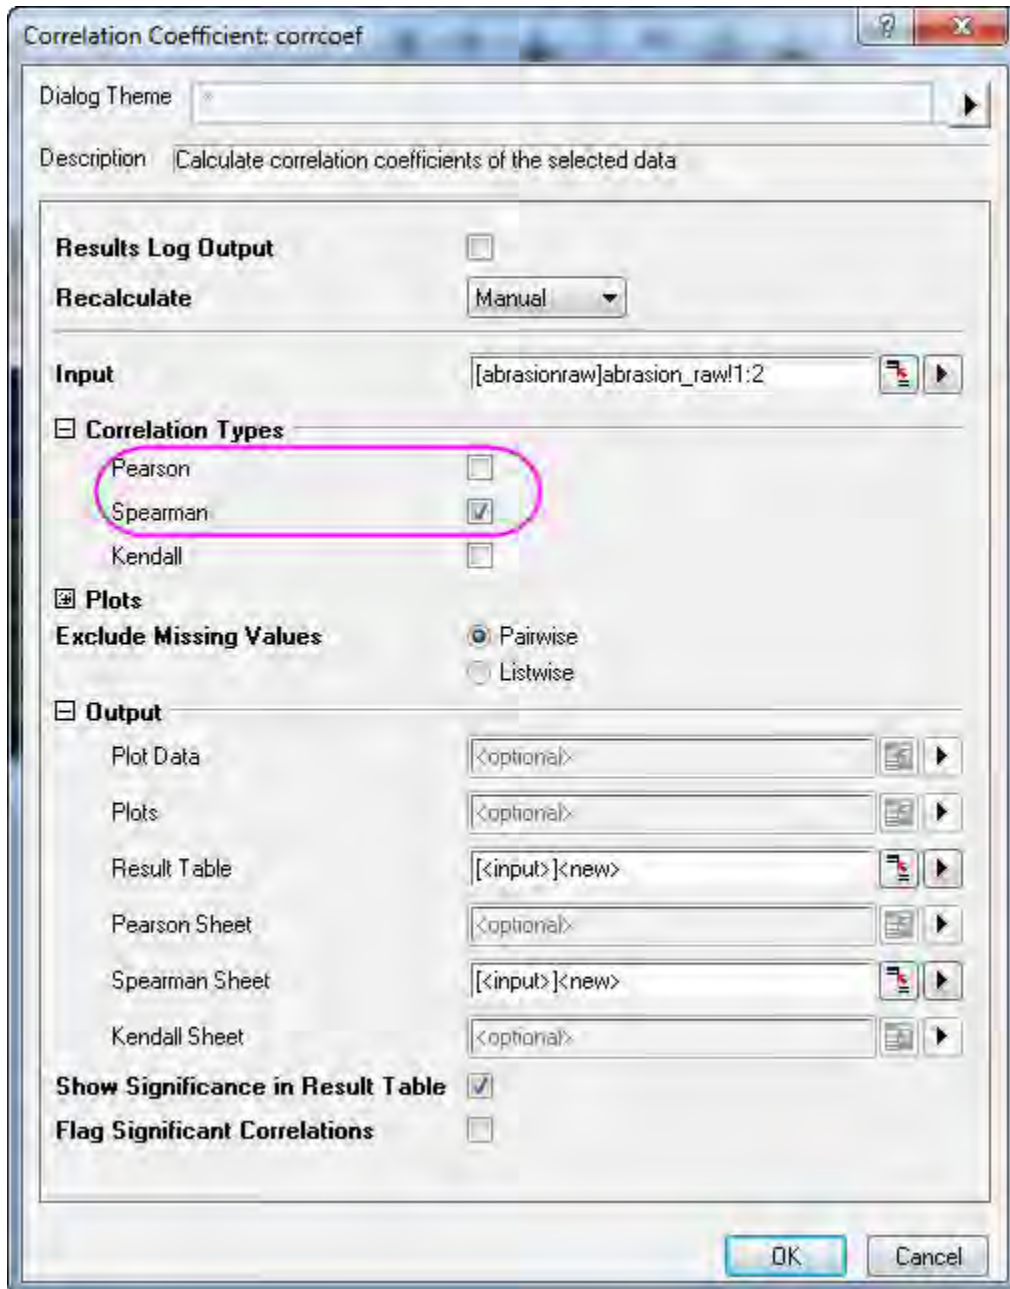 Correlation Coefficient: corrcoef
Dialog Theme *
Description Calculate correlation coefficients of the selected data
Results Log Output
Recalculate Manual
Input [abrasionraw]abrasion_raw!1:2
Correlation Types
Pearson
Spearman
Kendall
Plots
Exclude Missing Values Pairwise
Listwise
Output
Plot Data <optional>
Plots <optional>
Result Table [<input>]<new>
Pearson Sheet <optional>
Spearman Sheet [<input>]<new>
Kendall Sheet <optional>
Show Significance in Result Table
Flag Significant Correlations
OK Cancel